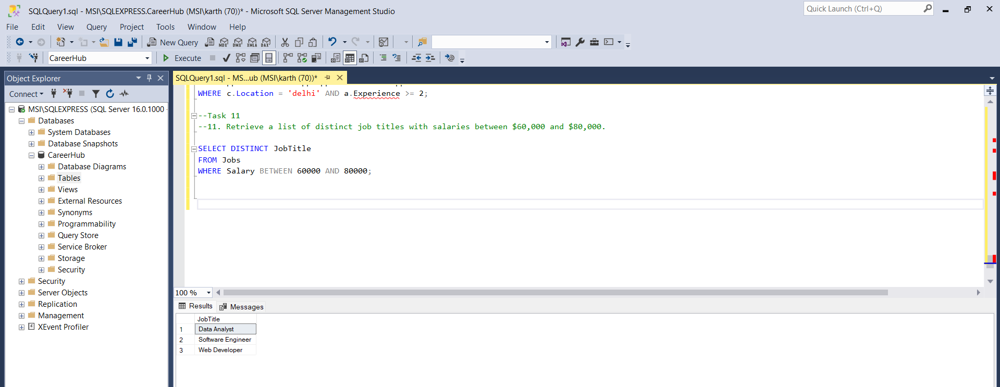 SQLQuery1.sql - MSI\SQLEXPRESS.CareerHub (MSI\karth (70))* - Microsoft SQL Server Management Studio
Quick Launch (Ctrl+Q)
File Edit View Query Project Tools Window Help
New Query
MDX DMX XMLA DAX
CareerHub
Execute
Object Explorer
Connect
MSI\SQLEXPRESS (SQL Server 16.0.1000 -
Databases
System Databases
Database Snapshots
CareerHub
Database Diagrams
Tables
Views
External Resources
Synonyms
Programmability
Query Store
Service Broker
Storage
Security
Security
Server Objects
Replication
Management
XEvent Profiler
SQLQuery1.sql - MS...ub (MSI\karth (70))*
WHERE c.Location = 'delhi' AND a.Experience >= 2;
--Task 11
--11. Retrieve a list of distinct job titles with salaries between $60,000 and $80,000.
SELECT DISTINCT JobTitle
FROM Jobs
WHERE Salary BETWEEN 60000 AND 80000;
100 %
Results Messages
JobTitle
1 Data Analyst
2 Software Engineer
3 Web Developer